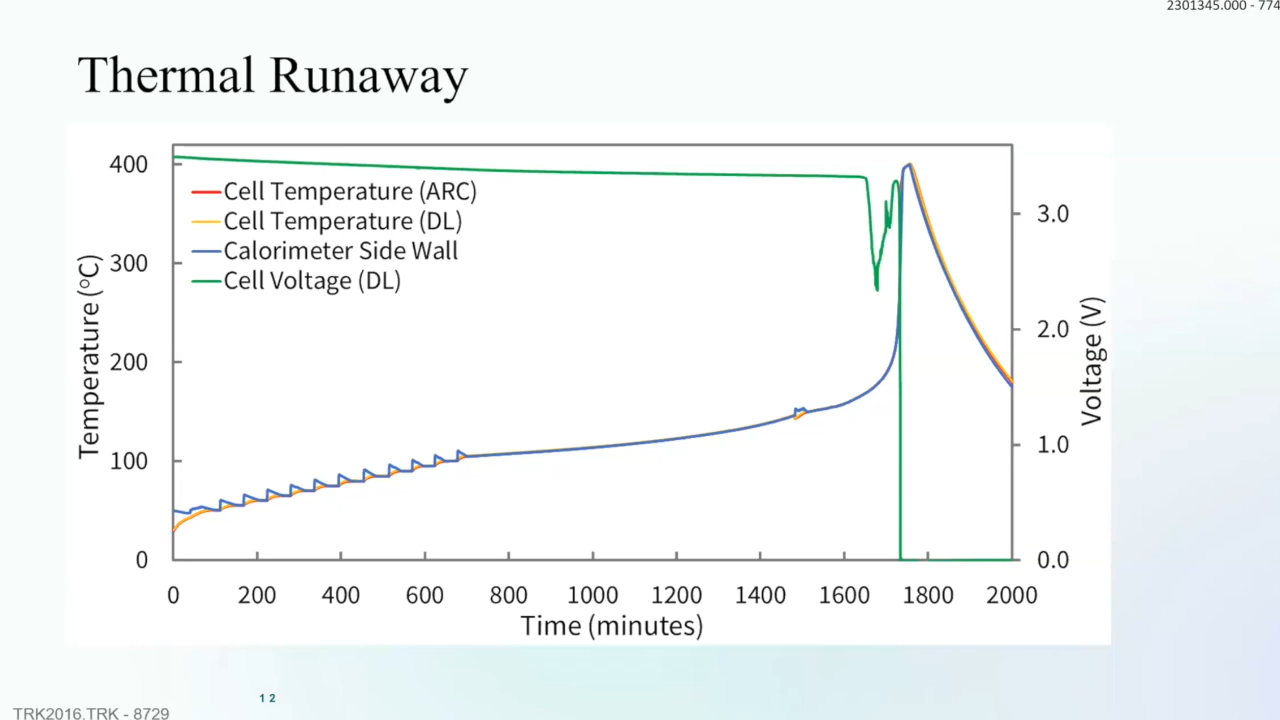 2301345.000 - 774
Thermal Runaway
Cell Temperature (ARC)
Cell Temperature (DL)
Calorimeter Side Wall
Cell Voltage (DL)
Temperature (°C)
400
300
200
100
0
3.0
2.0
1.0
0.0
Voltage (V)
0 200 400 600 800 1000 1200 1400 1600 1800 2000
Time (minutes)
12
TRK2016.TRK - 8729